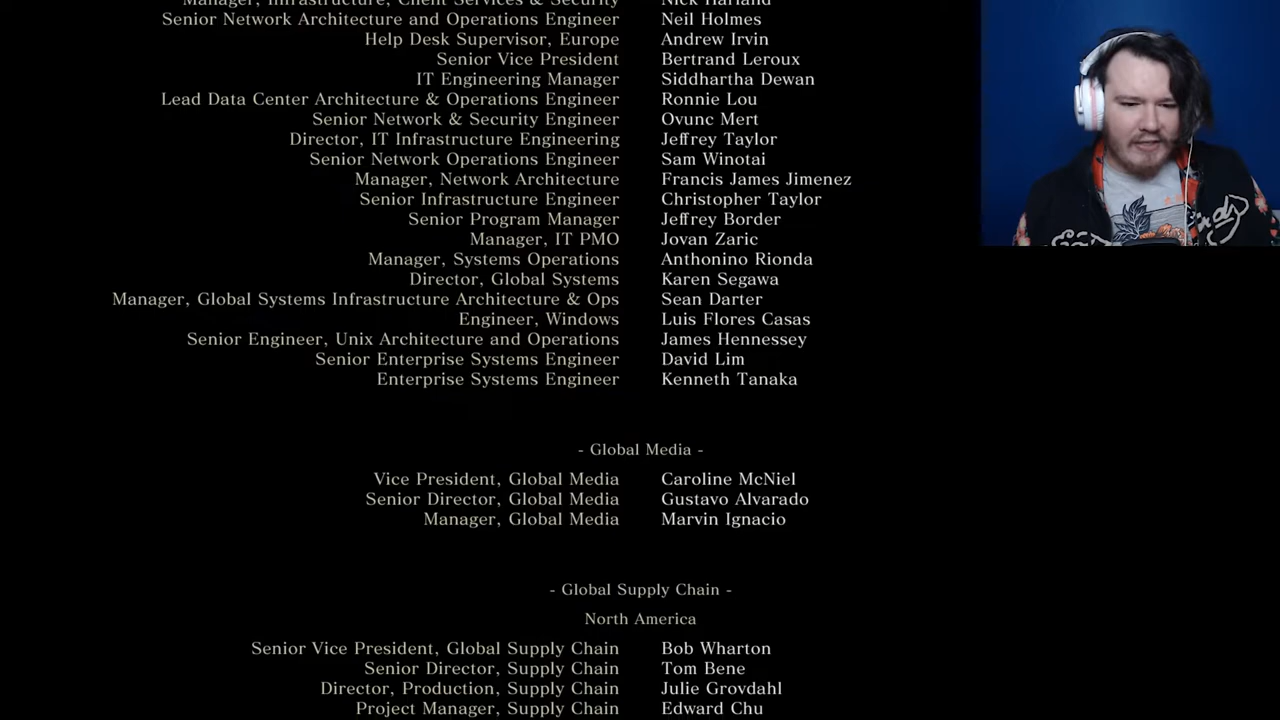 Manager, Infrastructure, Client Services & Security Nick Harland
Senior Network Architecture and Operations Engineer Neil Holmes
Help Desk Supervisor, Europe Andrew Irvin
Senior Vice President Bertrand Leroux
IT Engineering Manager Siddhartha Dewan
Lead Data Center Architecture & Operations Engineer Ronnie Lou
Senior Network & Security Engineer Ovunc Mert
Director, IT Infrastructure Engineering Jeffrey Taylor
Senior Network Operations Engineer Sam Winotai
Manager, Network Architecture Francis James Jimenez
Senior Infrastructure Engineer Christopher Taylor
Senior Program Manager Jeffrey Border
Manager, IT PMO Jovan Zaric
Manager, Systems Operations Anthonino Rionda
Director, Global Systems Karen Segawa
Manager, Global Systems Infrastructure Architecture & Ops Sean Darter
Engineer, Windows Luis Flores Casas
Senior Engineer, Unix Architecture and Operations James Hennessey
Senior Enterprise Systems Engineer David Lim
Enterprise Systems Engineer Kenneth Tanaka
- Global Media -
Vice President, Global Media Caroline McNiel
Senior Director, Global Media Gustavo Alvarado
Manager, Global Media Marvin Ignacio
- Global Supply Chain -
North America
Senior Vice President, Global Supply Chain Bob Wharton
Senior Director, Supply Chain Tom Bene
Director, Production, Supply Chain Julie Grovdahl
Project Manager, Supply Chain Edward Chu